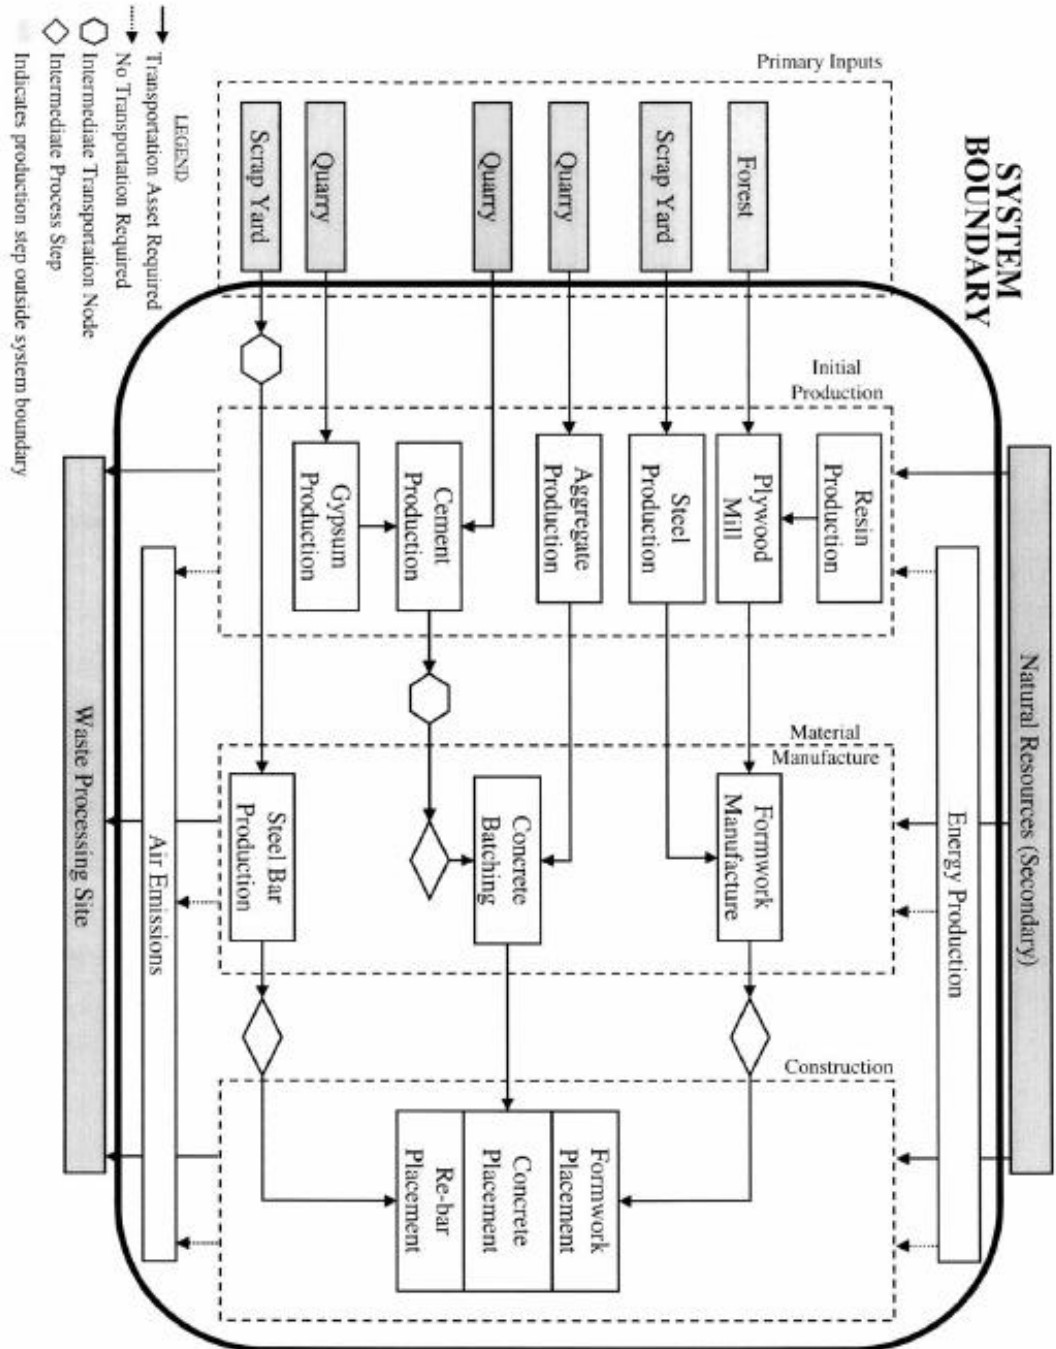 SYSTEM
BOUNDARY
Primary Inputs
Forest
Scrap Yard
Quarry
Quarry
Quarry
Scrap Yard
Initial
Production
Resin
Production
Plywood
Mill
Steel
Production
Aggregate
Production
Cement
Production
Gypsum
Production
Material
Manufacture
Formwork
Manufacture
Concrete
Batching
Steel Bar
Production
Construction
Formwork
Placement
Concrete
Placement
Re-bar
Placement
Natural Resources (Secondary)
Energy Production
Air Emissions
Waste Processing Site
LEGEND
Transportation Asset Required
No Transportation Required
Intermediate Transportation Node
Intermediate Process Step
Indicates production step outside system boundary